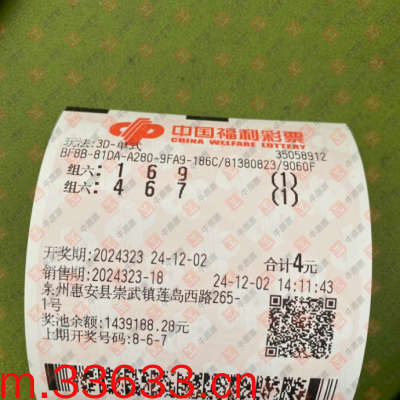 中国福利彩票
CHINA WELFARE LOTTERY
玩法:3D-单式 35058912
BF8B-81DA-A280-9FA9-186C/81380823/9060F
组六: 1 6 9 (1)
组六: 4 6 7 (1)
开奖期:2024323 24-12-02 合计4元
销售期:2024323-18 24-12-02 14:11:43
泉州惠安县崇武镇莲岛西路265-
1号
奖池余额:1439188.28元
上期开奖号码:8-6-7
m.33633.cn